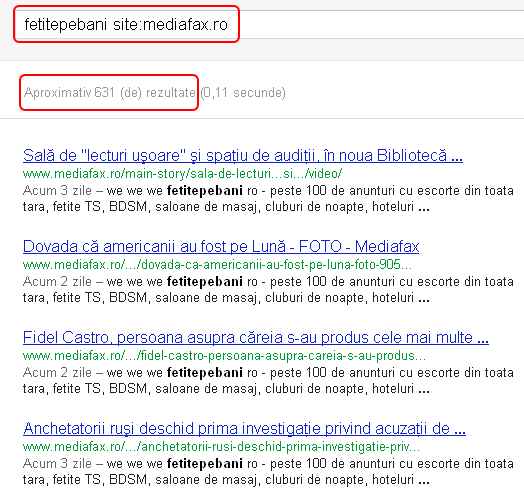 fetitepebani site:mediafax.ro
Aproximativ 631 (de) rezultate (0,11 secunde)
Sală de "lecturi uşoare" şi spaţiu de audiţii, în noua Bibliotecă ...
www.mediafax.ro/main-story/sala-de-lecturi...si.../video/
Acum 3 zile – we we we fetitepebani ro - peste 100 de anunturi cu escorte din toata
tara, fetite TS, BDSM, saloane de masaj, cluburi de noapte, hoteluri ...
Dovada că americanii au fost pe Lună - FOTO - Mediafax
www.mediafax.ro/.../dovada-ca-americanii-au-fost-pe-luna-foto-905...
Acum 2 zile – we we we fetitepebani ro - peste 100 de anunturi cu escorte din toata
tara, fetite TS, BDSM, saloane de masaj, cluburi de noapte, hoteluri ...
Fidel Castro, persoana asupra căreia s-au produs cele mai multe ...
www.mediafax.ro/.../fidel-castro-persoana-asupra-careia-s-au-produs...
Acum 2 zile – we we we fetitepebani ro - peste 100 de anunturi cu escorte din toata
tara, fetite TS, BDSM, saloane de masaj, cluburi de noapte, hoteluri ...
Anchetatorii ruşi deschid prima investigaţie privind acuzaţii de ...
www.mediafax.ro/.../anchetatorii-rusi-deschid-prima-investigatie-priv...
Acum 3 zile – we we we fetitepebani ro - peste 100 de anunturi cu escorte din toata
tara, fetite TS, BDSM, saloane de masaj, cluburi de noapte, hoteluri ...